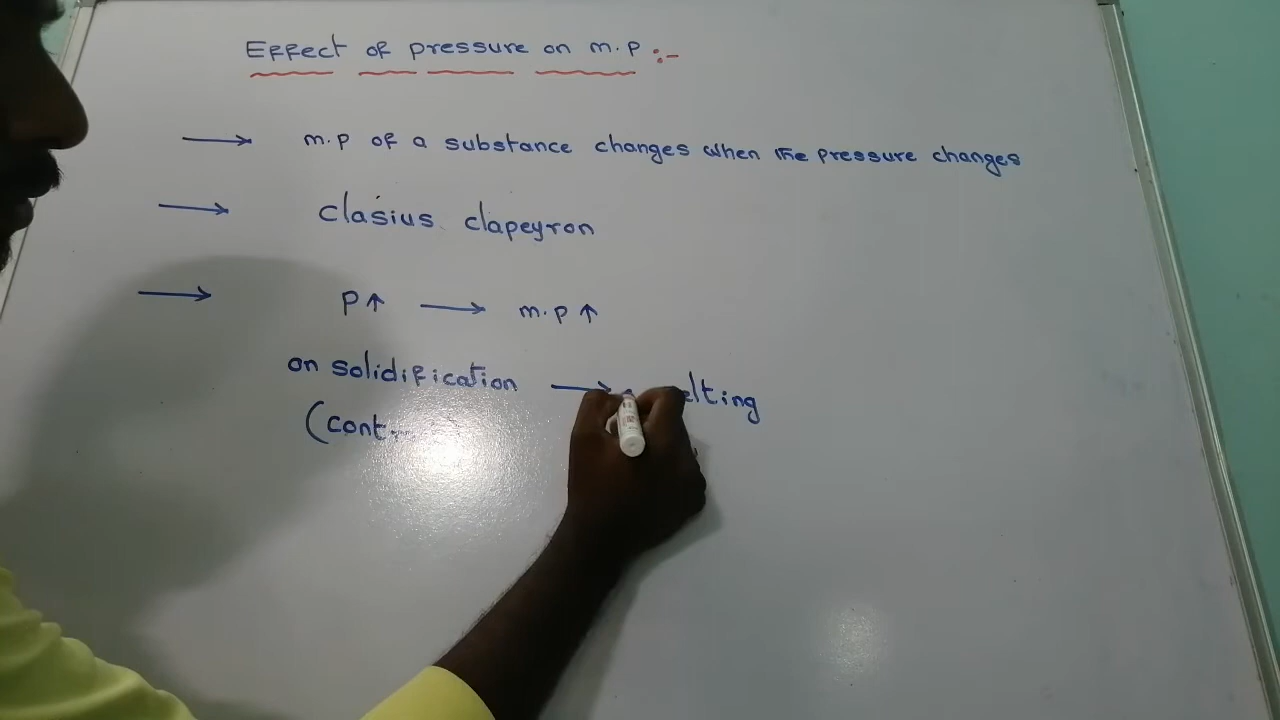 Effect of pressure on m.p :-
→ m.p of a substance changes when the pressure changes
→ clasius clapeyron
→ P↑ → m.p↑
on solidification →
(cont...